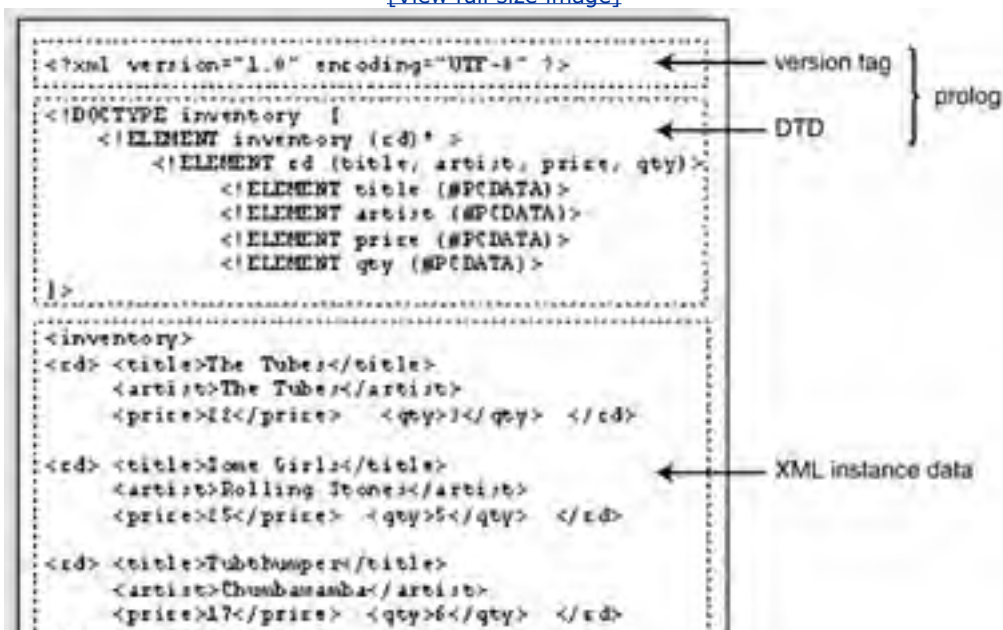 [View full size image]
<?xml version="1.0" encoding="UTF-8" ?>
version tag
prolog
<!DOCTYPE inventory [
DTD
<!ELEMENT inventory (cd)* >
<!ELEMENT cd (title, artist, price, qty)>
<!ELEMENT title (#PCDATA)>
<!ELEMENT artist (#PCDATA)>
<!ELEMENT price (#PCDATA)>
<!ELEMENT qty (#PCDATA)>
]>
<inventory>
<cd> <title>The Tubes</title>
<artist>The Tubes</artist>
<price>22</price> <qty>3</qty> </cd>
<cd> <title>Some Girls</title>
XML instance data
<artist>Rolling Stones</artist>
<price>25</price> <qty>5</qty> </cd>
<cd> <title>Tubthumper</title>
<artist>Chumbawamba</artist>
<price>17</price> <qty>6</qty> </cd>